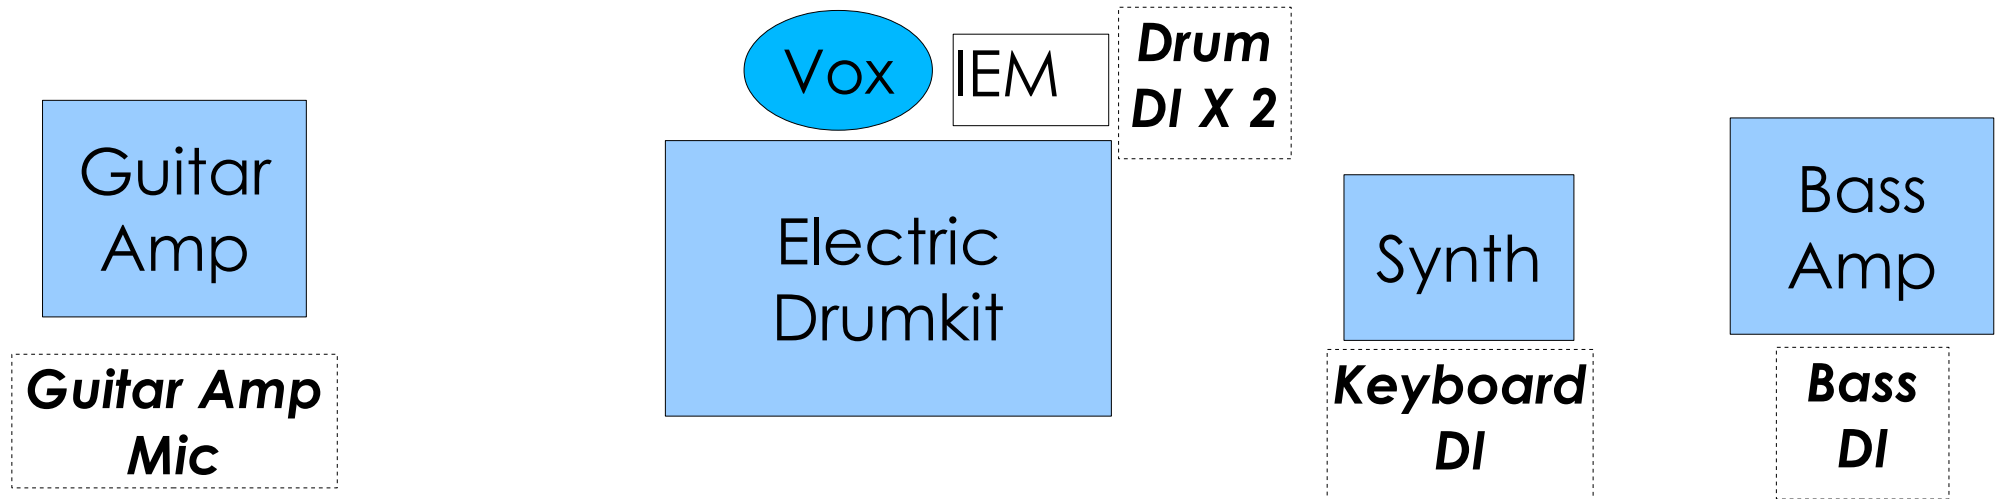 Vox
IEM
Drum
DI X 2
Guitar
Amp
Electric
Drumkit
Synth
Bass
Amp
Guitar Amp
Mic
Keyboard
DI
Bass
DI